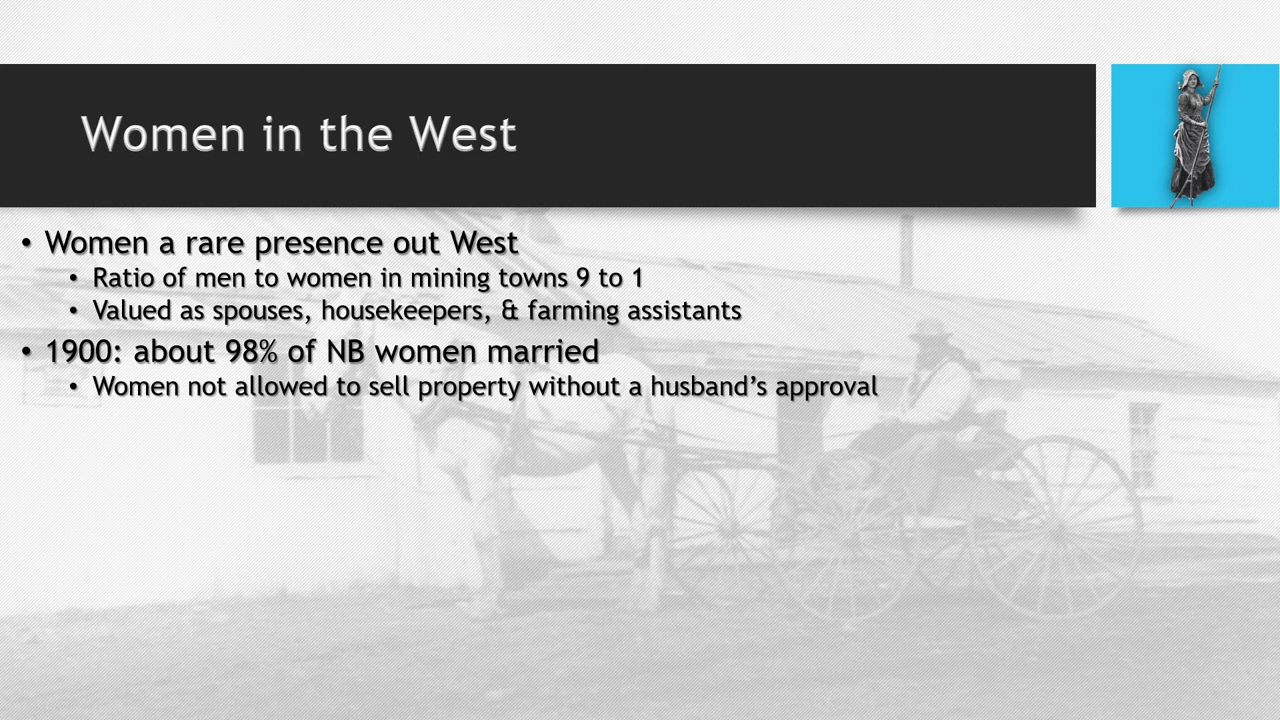 Women in the West
• Women a rare presence out West
• Ratio of men to women in mining towns 9 to 1
• Valued as spouses, housekeepers, & farming assistants
• 1900: about 98% of NB women married
• Women not allowed to sell property without a husband’s approval